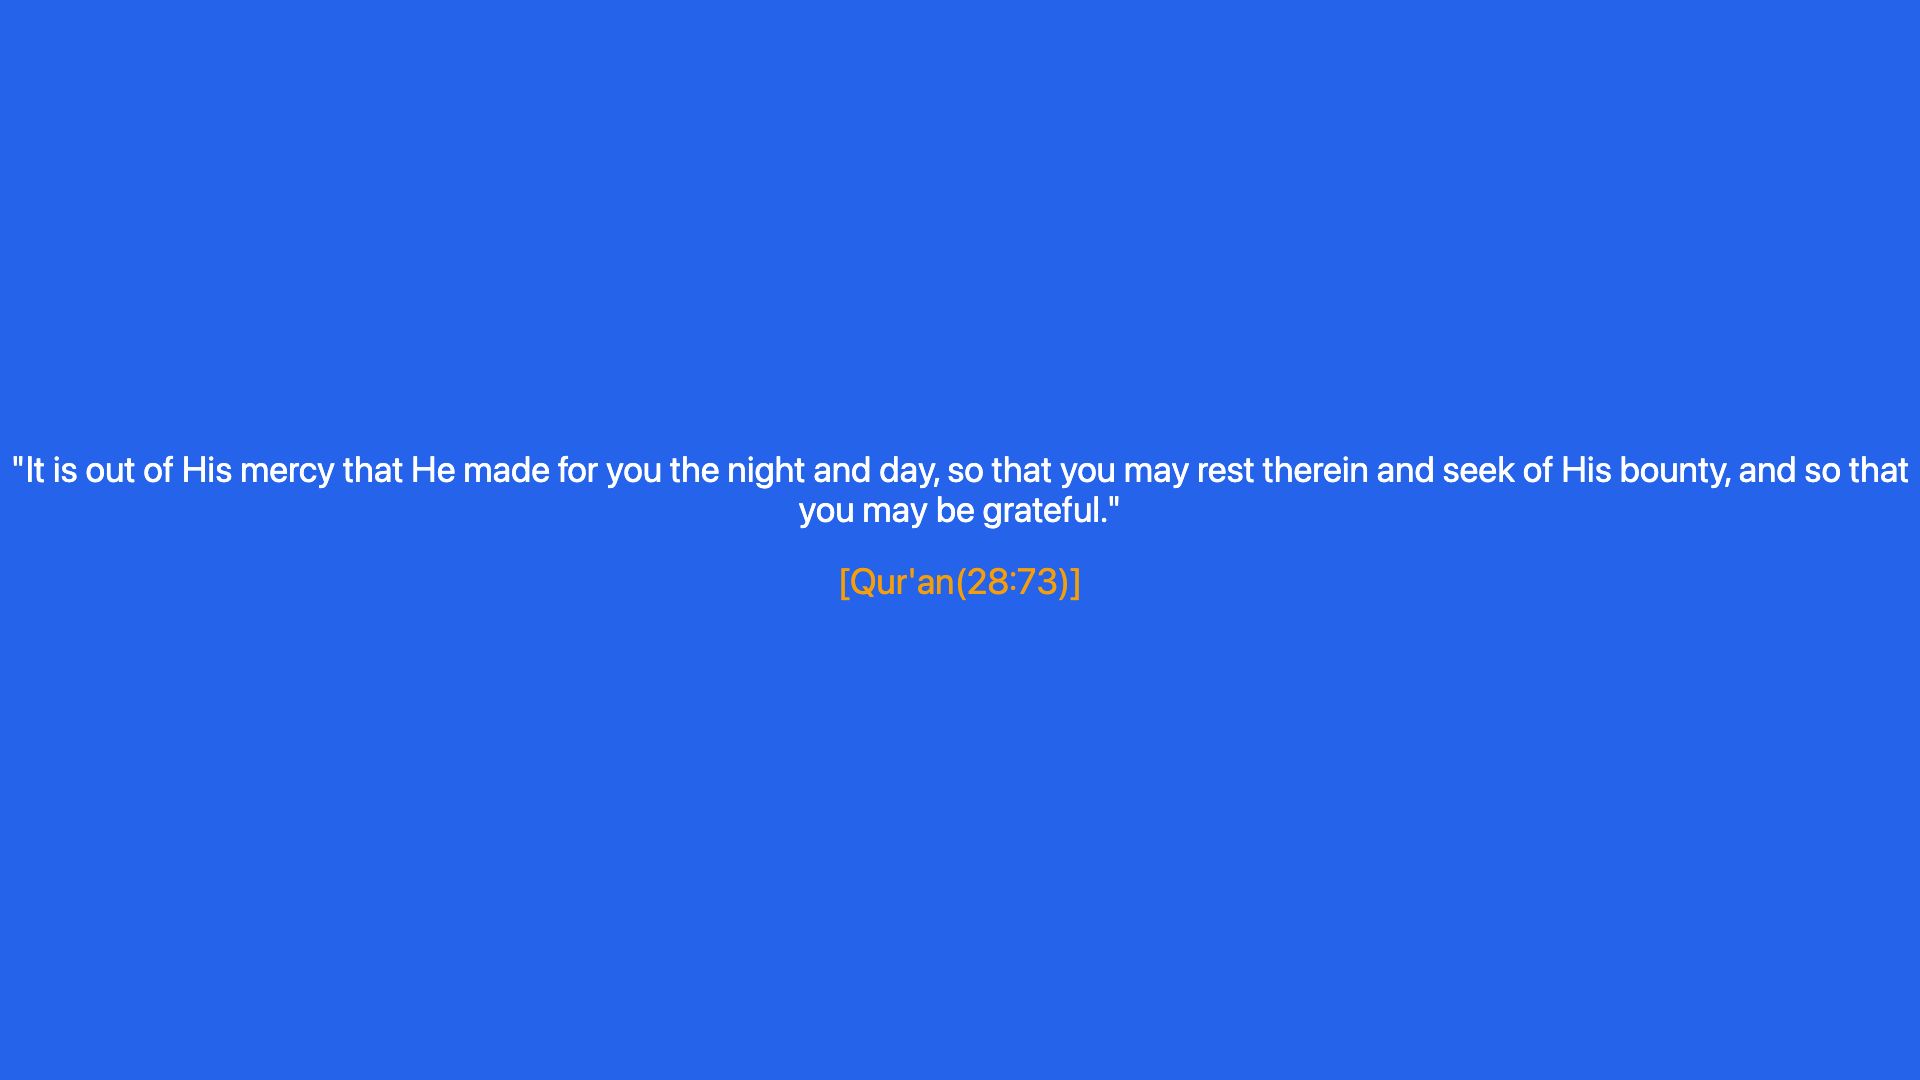 "It is out of His mercy that He made for you the night and day, so that you may rest therein and seek of His bounty, and so that
you may be grateful."
[Qur'an(28:73)]